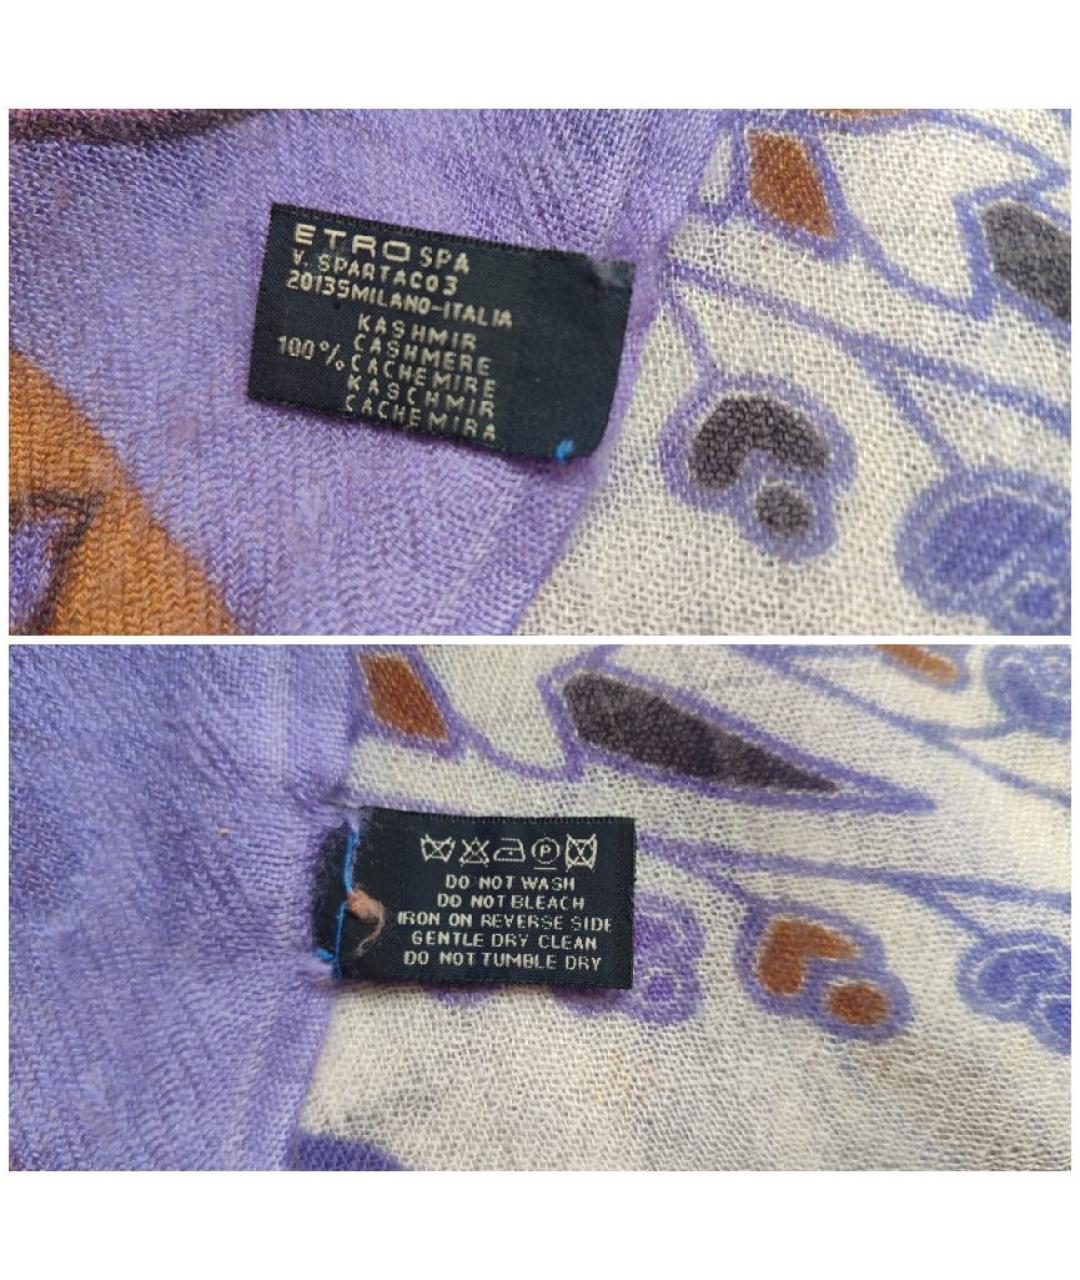 ETRO SPA
V. SPARTACO 3
20135 MILANO-ITALIA
KASHMIR
CASHMERE
100% CACHEMIRE
KASCHMIR
CACHEMIRA
P
DO NOT WASH
DO NOT BLEACH
IRON ON REVERSE SIDE
GENTLE DRY CLEAN
DO NOT TUMBLE DRY